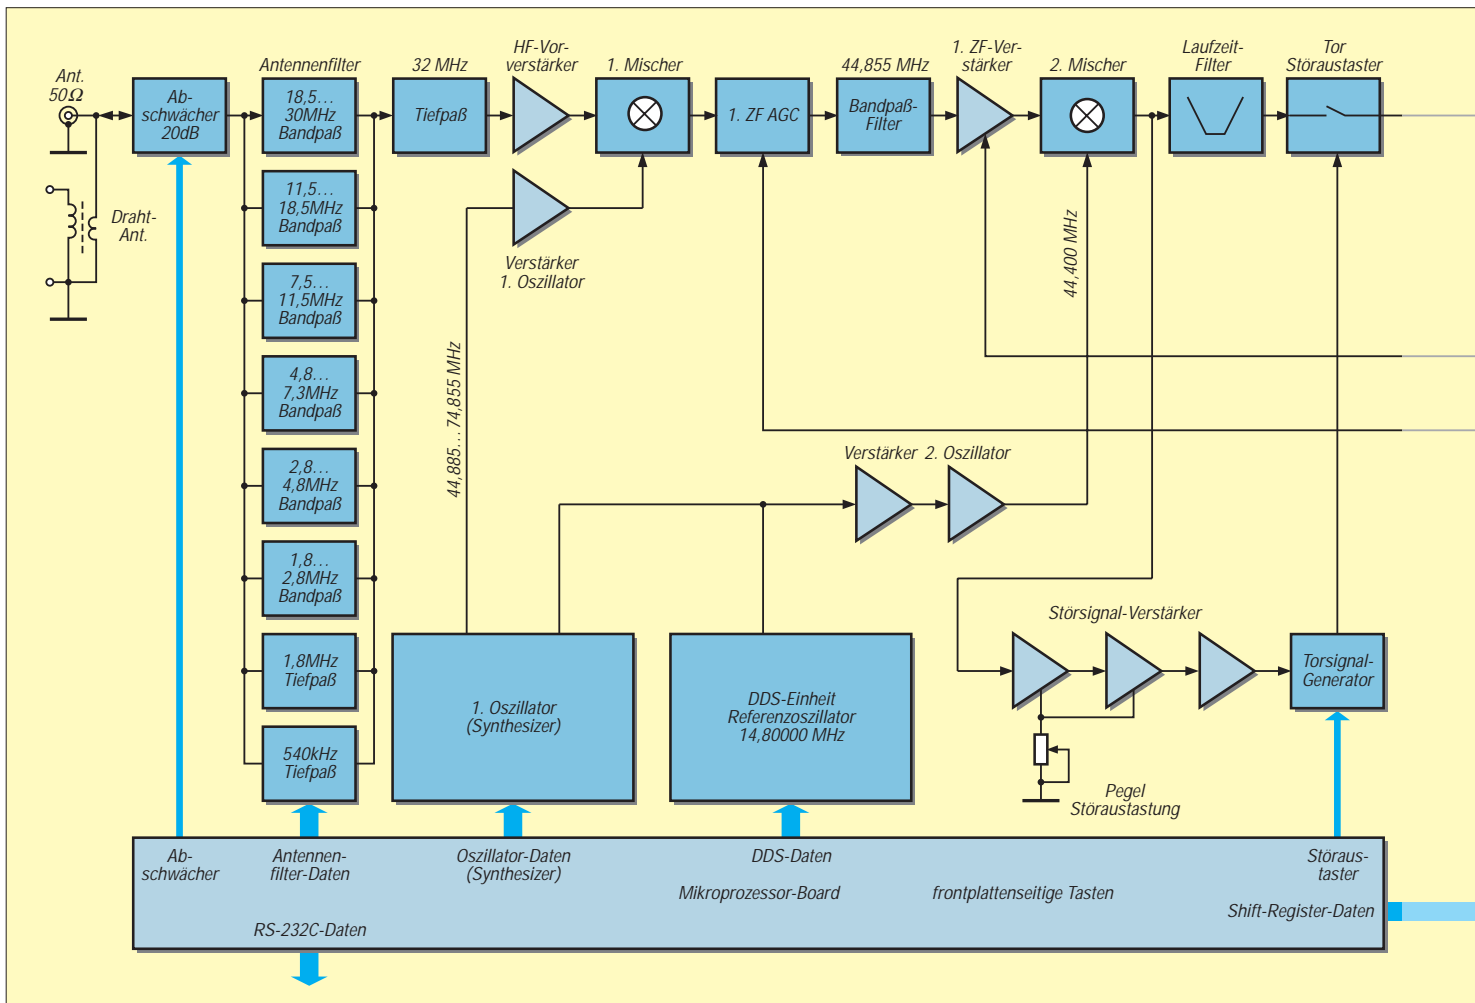 Ant.
50Ω
Ab-
schwächer
20dB
Antennenfilter
18,5...
30MHz
Bandpaß
32 MHz
Tiefpaß
HF-Vor-
verstärker
1. Mischer
1. ZF AGC
44,855 MHz
Bandpaß-
Filter
1. ZF-Ver-
stärker
2. Mischer
Laufzeit-
Filter
Tor
Störaustaster
Draht-
Ant.
11,5...
18,5MHz
Bandpaß
Verstärker
1. Oszillator
44,400 MHz
7,5...
11,5MHz
Bandpaß
44,885...74,855 MHz
4,8...
7,3MHz
Bandpaß
2,8...
4,8MHz
Bandpaß
Verstärker 2. Oszillator
1,8...
2,8MHz
Bandpaß
Störsignal-Verstärker
1,8MHz
Tiefpaß
540kHz
Tiefpaß
1. Oszillator
(Synthesizer)
DDS-Einheit
Referenzoszillator
14,80000 MHz
Torsignal-
Generator
Pegel
Störaustastung
Ab-
schwächer
Antennen-
filter-Daten
Oszillator-Daten
(Synthesizer)
DDS-Daten
Störaus-
taster
Mikroprozessor-Board
frontplattenseitige Tasten
Shift-Register-Daten
RS-232C-Daten